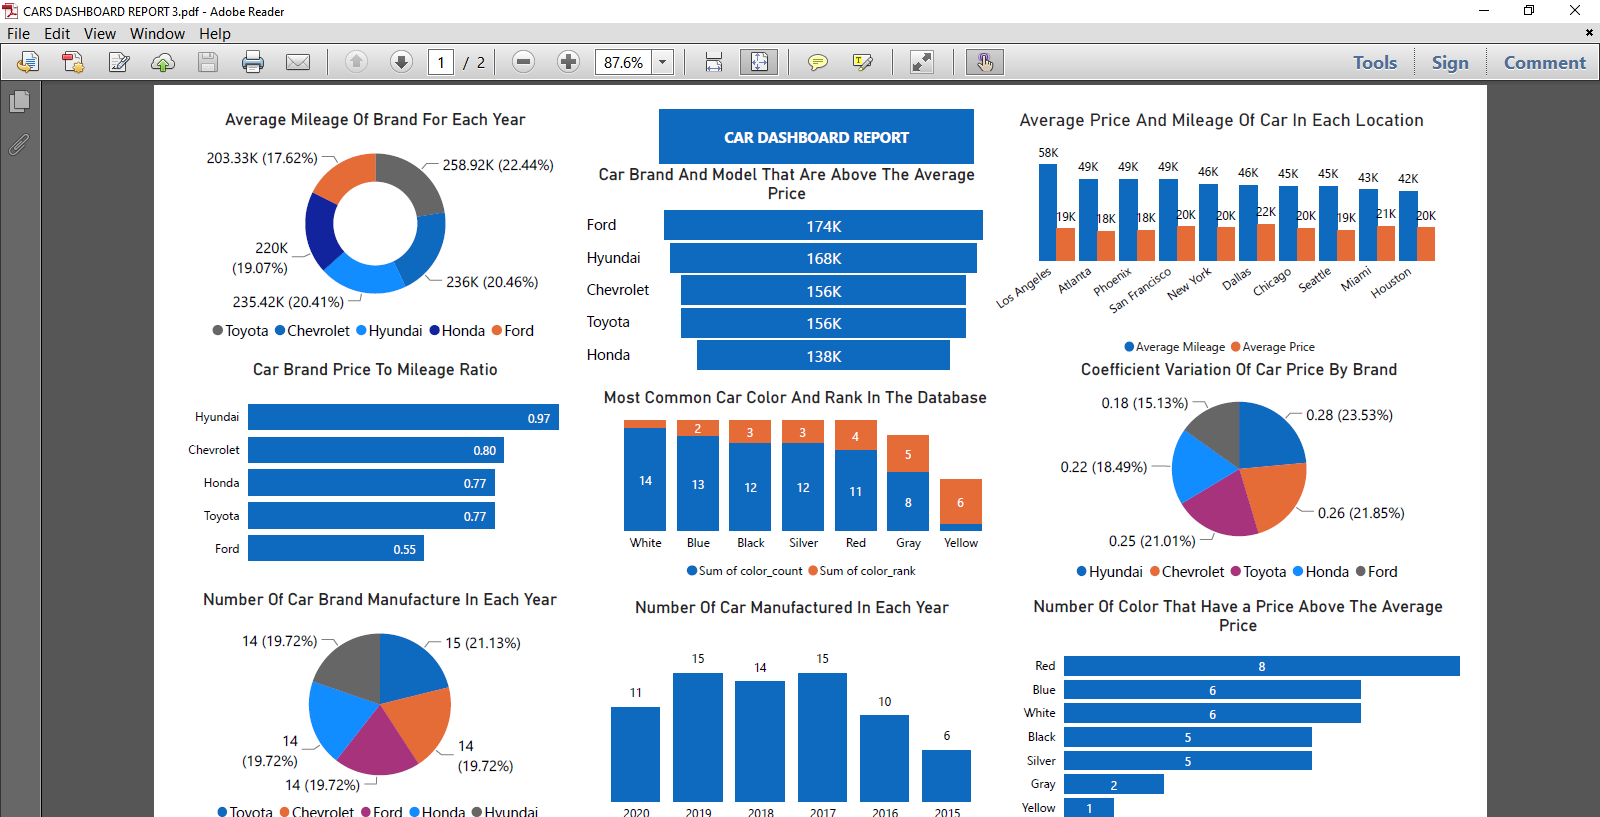 CARS DASHBOARD REPORT 3.pdf - Adobe Reader
File Edit View Window Help
1 / 2 87.6% Tools Sign Comment
Average Mileage Of Brand For Each Year
203.33K (17.62%)
258.92K (22.44%)
220K
(19.07%)
236K (20.46%)
235.42K (20.41%)
Toyota Chevrolet Hyundai Honda Ford
CAR DASHBOARD REPORT
Car Brand And Model That Are Above The Average
Price
Ford 174K
Hyundai 168K
Chevrolet 156K
Toyota 156K
Honda 138K
Average Price And Mileage Of Car In Each Location
58K 49K 49K 49K 46K 46K 45K 45K 43K 42K
19K 18K 18K 20K 20K 22K 20K 19K 21K 20K
Los Angeles Atlanta Phoenix San Francisco New York Dallas Chicago Seattle Miami Houston
Average Mileage Average Price
Car Brand Price To Mileage Ratio
Hyundai 0.97
Chevrolet 0.80
Honda 0.77
Toyota 0.77
Ford 0.55
Most Common Car Color And Rank In The Database
2 3 3 4 5 6
14 13 12 12 11 8
White Blue Black Silver Red Gray Yellow
Sum of color_count Sum of color_rank
Coefficient Variation Of Car Price By Brand
0.18 (15.13%)
0.28 (23.53%)
0.22 (18.49%)
0.26 (21.85%)
0.25 (21.01%)
Hyundai Chevrolet Toyota Honda Ford
Number Of Car Brand Manufacture In Each Year
14 (19.72%)
15 (21.13%)
14
(19.72%)
14
(19.72%)
14 (19.72%)
Toyota Chevrolet Ford Honda Hyundai
Number Of Car Manufactured In Each Year
11 15 14 15 10 6
2020 2019 2018 2017 2016 2015
Number Of Color That Have a Price Above The Average
Price
Red 8
Blue 6
White 6
Black 5
Silver 5
Gray 2
Yellow 1